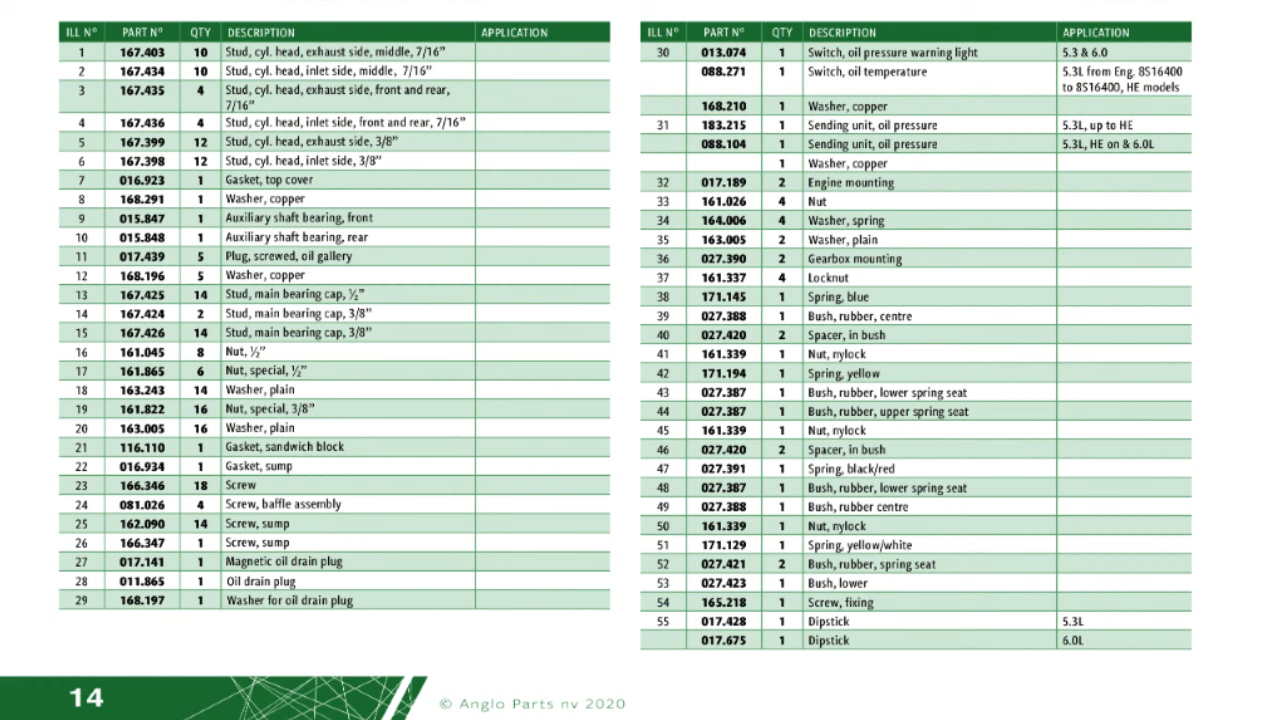 ILL N° PART N° QTY DESCRIPTION APPLICATION
1 167.403 10 Stud, cyl. head, exhaust side, middle, 7/16”
2 167.434 10 Stud, cyl. head, inlet side, middle, 7/16”
3 167.435 4 Stud, cyl. head, exhaust side, front and rear,
7/16”
4 167.436 4 Stud, cyl. head, inlet side, front and rear, 7/16”
5 167.399 12 Stud, cyl. head, exhaust side, 3/8”
6 167.398 12 Stud, cyl. head, inlet side, 3/8”
7 016.923 1 Gasket, top cover
8 168.291 1 Washer, copper
9 015.847 1 Auxiliary shaft bearing, front
10 015.848 1 Auxiliary shaft bearing, rear
11 017.439 5 Plug, screwed, oil gallery
12 168.196 5 Washer, copper
13 167.425 14 Stud, main bearing cap, ½”
14 167.424 2 Stud, main bearing cap, 3/8”
15 167.426 14 Stud, main bearing cap, 3/8”
16 161.045 8 Nut, ½”
17 161.865 6 Nut, special, ½”
18 163.243 14 Washer, plain
19 161.822 16 Nut, special, 3/8”
20 163.005 16 Washer, plain
21 116.110 1 Gasket, sandwich block
22 016.934 1 Gasket, sump
23 166.346 18 Screw
24 081.026 4 Screw, baffle assembly
25 162.090 14 Screw, sump
26 166.347 1 Screw, sump
27 017.141 1 Magnetic oil drain plug
28 011.865 1 Oil drain plug
29 168.197 1 Washer for oil drain plug
ILL N° PART N° QTY DESCRIPTION APPLICATION
30 013.074 1 Switch, oil pressure warning light 5.3 & 6.0
088.271 1 Switch, oil temperature 5.3L from Eng. 8S16400
to 8S16400, HE models
168.210 1 Washer, copper
31 183.215 1 Sending unit, oil pressure 5.3L, up to HE
088.104 1 Sending unit, oil pressure 5.3L, HE on & 6.0L
1 Washer, copper
32 017.189 2 Engine mounting
33 161.026 4 Nut
34 164.006 4 Washer, spring
35 163.005 2 Washer, plain
36 027.390 2 Gearbox mounting
37 161.337 4 Locknut
38 171.145 1 Spring, blue
39 027.388 1 Bush, rubber, centre
40 027.420 2 Spacer, in bush
41 161.339 1 Nut, nylock
42 171.194 1 Spring, yellow
43 027.387 1 Bush, rubber, lower spring seat
44 027.387 1 Bush, rubber, upper spring seat
45 161.339 1 Nut, nylock
46 027.420 2 Spacer, in bush
47 027.391 1 Spring, black/red
48 027.387 1 Bush, rubber, lower spring seat
49 027.388 1 Bush, rubber centre
50 161.339 1 Nut, nylock
51 171.129 1 Spring, yellow/white
52 027.421 2 Bush, rubber, spring seat
53 027.423 1 Bush, lower
54 165.218 1 Screw, fixing
55 017.428 1 Dipstick 5.3L
017.675 1 Dipstick 6.0L
14
© Anglo Parts nv 2020